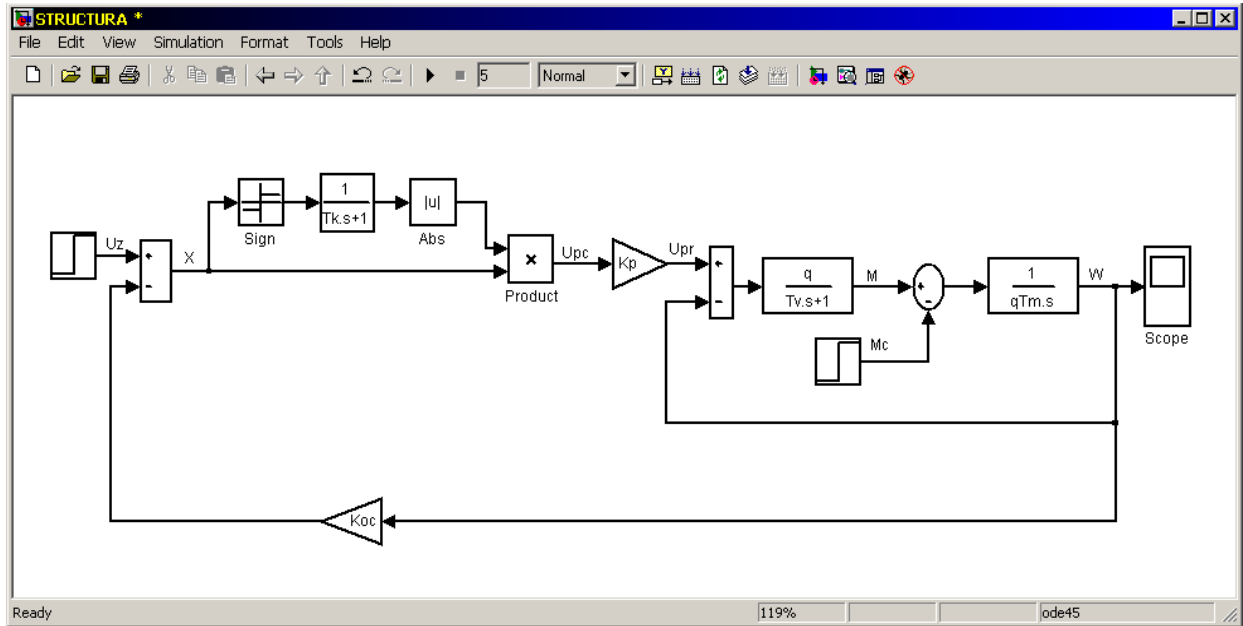 STRUCTURA *
File Edit View Simulation Format Tools Help
5 Normal
1
Tk.s+1
|u|
Sign
Abs
Uz
X
×
Product
Upc
Kp
Upr
q
Tv.s+1
M
1
qTm.s
W
Scope
Mc
Koc
Ready 119% ode45